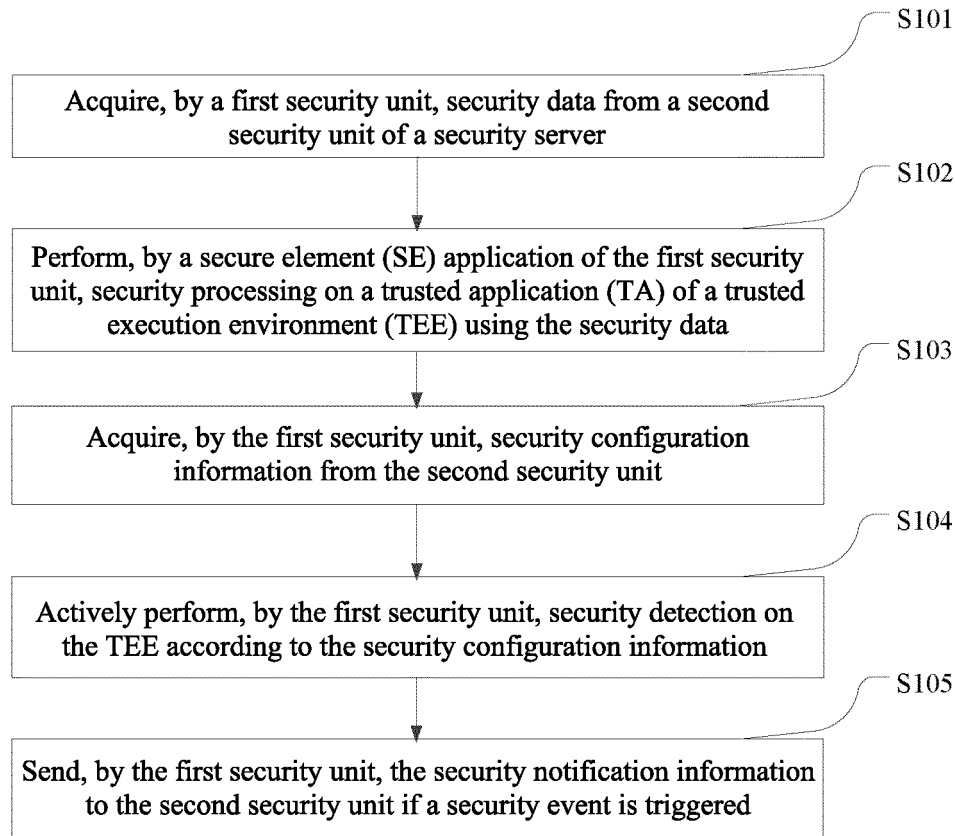 S101
Acquire, by a first security unit, security data from a second
security unit of a security server
S102
Perform, by a secure element (SE) application of the first security
unit, security processing on a trusted application (TA) of a trusted
execution environment (TEE) using the security data
S103
Acquire, by the first security unit, security configuration
information from the second security unit
S104
Actively perform, by the first security unit, security detection on
the TEE according to the security configuration information
S105
Send, by the first security unit, the security notification information
to the second security unit if a security event is triggered